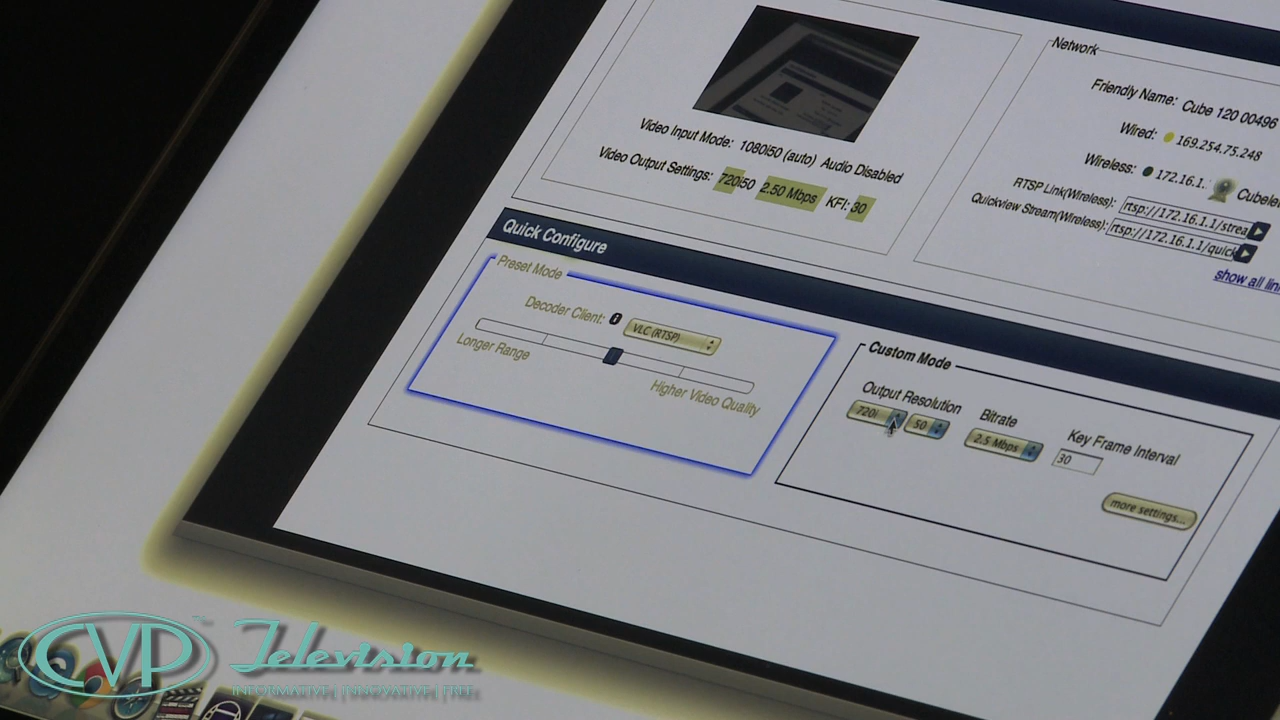 Video Input Mode: 1080i50 (auto) Audio Disabled
Video Output Settings: 720i50 2.50 Mbps KFI: 30
Network
Friendly Name: Cube 120 00496
Wired: 169.254.75.248
Wireless: 172.16.1.
RTSP Link(Wireless): rtsp://172.16.1.1/strea
Quickview Stream(Wireless): rtsp://172.16.1.1/quick
show all
Quick Configure
Preset Mode
Decoder Client: VLC (RTSP)
Longer Range
Higher Video Quality
Custom Mode
Output Resolution
720i 50
Bitrate
2.5 Mbps
Key Frame Interval
30
more settings...
CVP™ Television
INFORMATIVE | INNOVATIVE | FREE